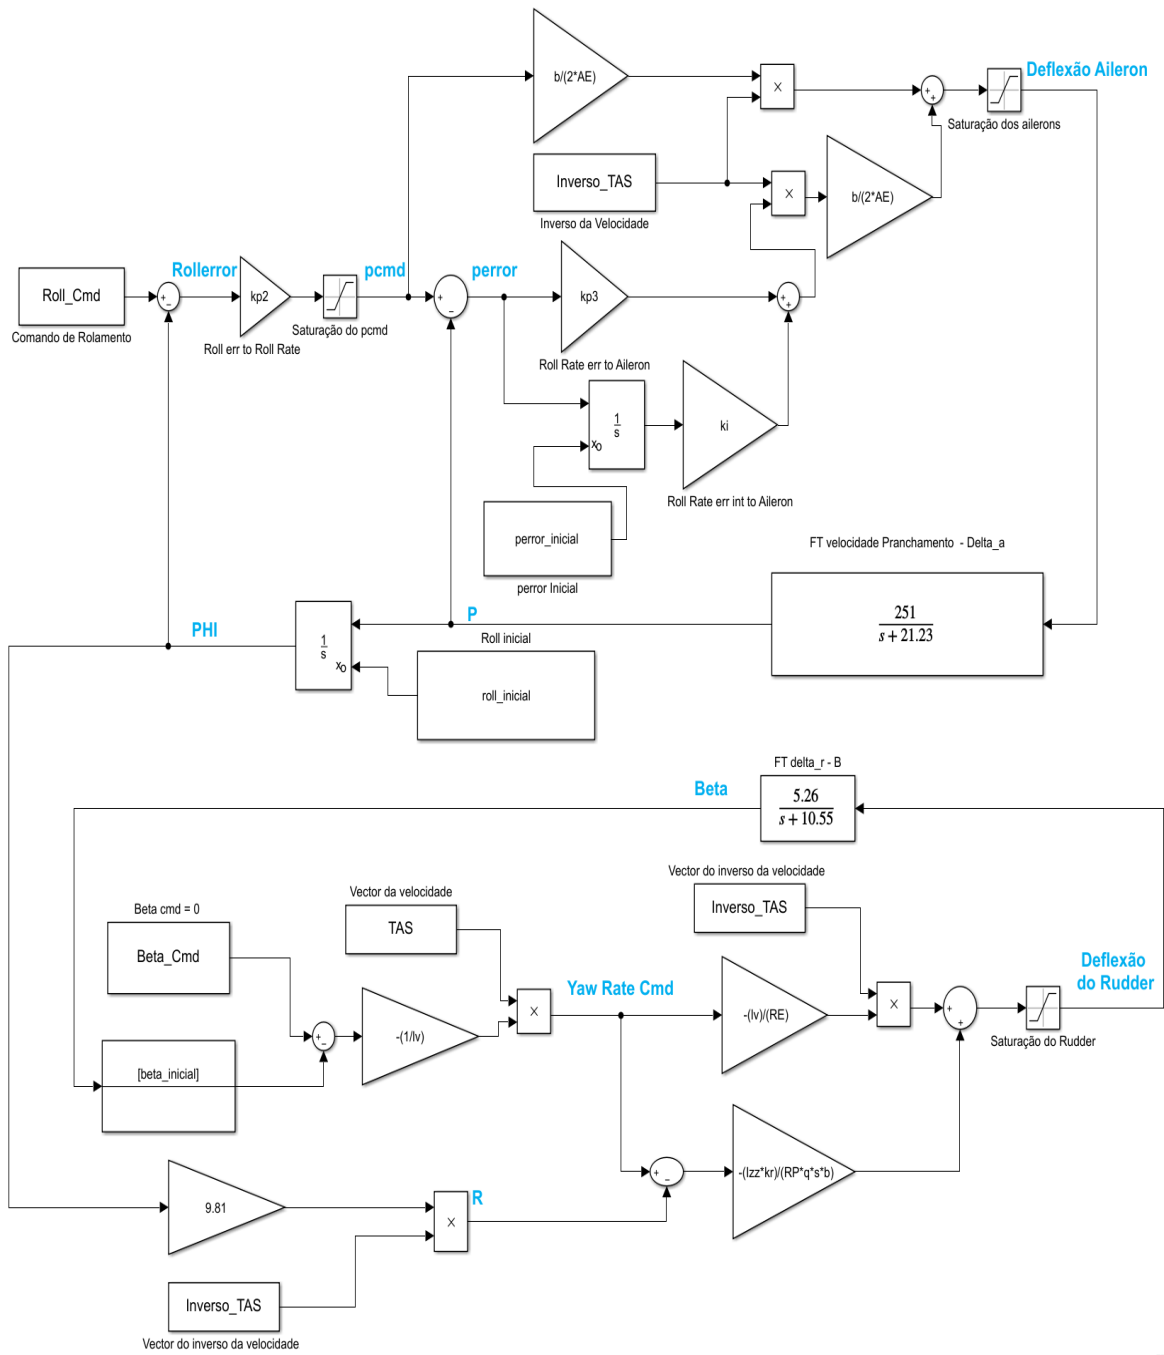 b/(2*AE)
×
+
+
Deflexão Aileron
Saturação dos ailerons
Inverso_TAS
Inverso da Velocidade
×
b/(2*AE)
Roll_Cmd
Comando de Rolamento
+
−
Rollerror
kp2
Roll err to Roll Rate
Saturação do pcmd
pcmd
+
−
perror
kp3
Roll Rate err to Aileron
+
+
1
s
xo
ki
Roll Rate err int to Aileron
perror_inicial
perror Inicial
FT velocidade Pranchamento - Delta_a
251
s + 21.23
P
PHI
1
s
xo
Roll inicial
roll_inicial
FT delta_r - B
5.26
s + 10.55
Beta
Vector do inverso da velocidade
Inverso_TAS
Vector da velocidade
TAS
Beta cmd = 0
Beta_Cmd
+
−
-(1/lv)
×
Yaw Rate Cmd
-(lv)/(RE)
×
+
+
Deflexão
do Rudder
Saturação do Rudder
[beta_inicial]
+
−
-(Izz*kr)/(RP*q*s*b)
9.81
×
R
Inverso_TAS
Vector do inverso da velocidade